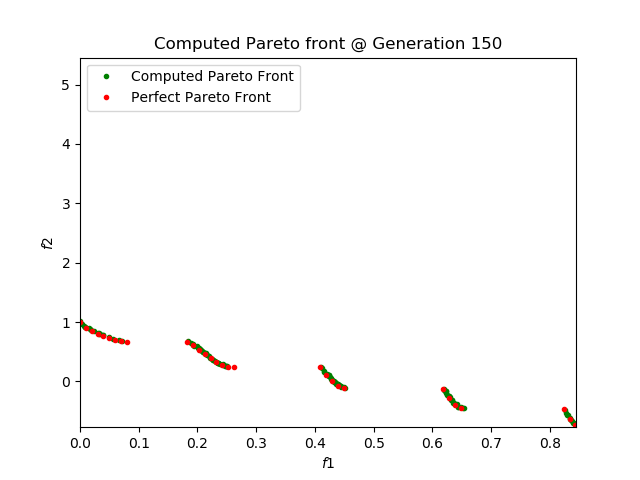 Computed Pareto front @ Generation 150
Computed Pareto Front
Perfect Pareto Front
5
4
3
2
1
0
f2
0.0 0.1 0.2 0.3 0.4 0.5 0.6 0.7 0.8
f1